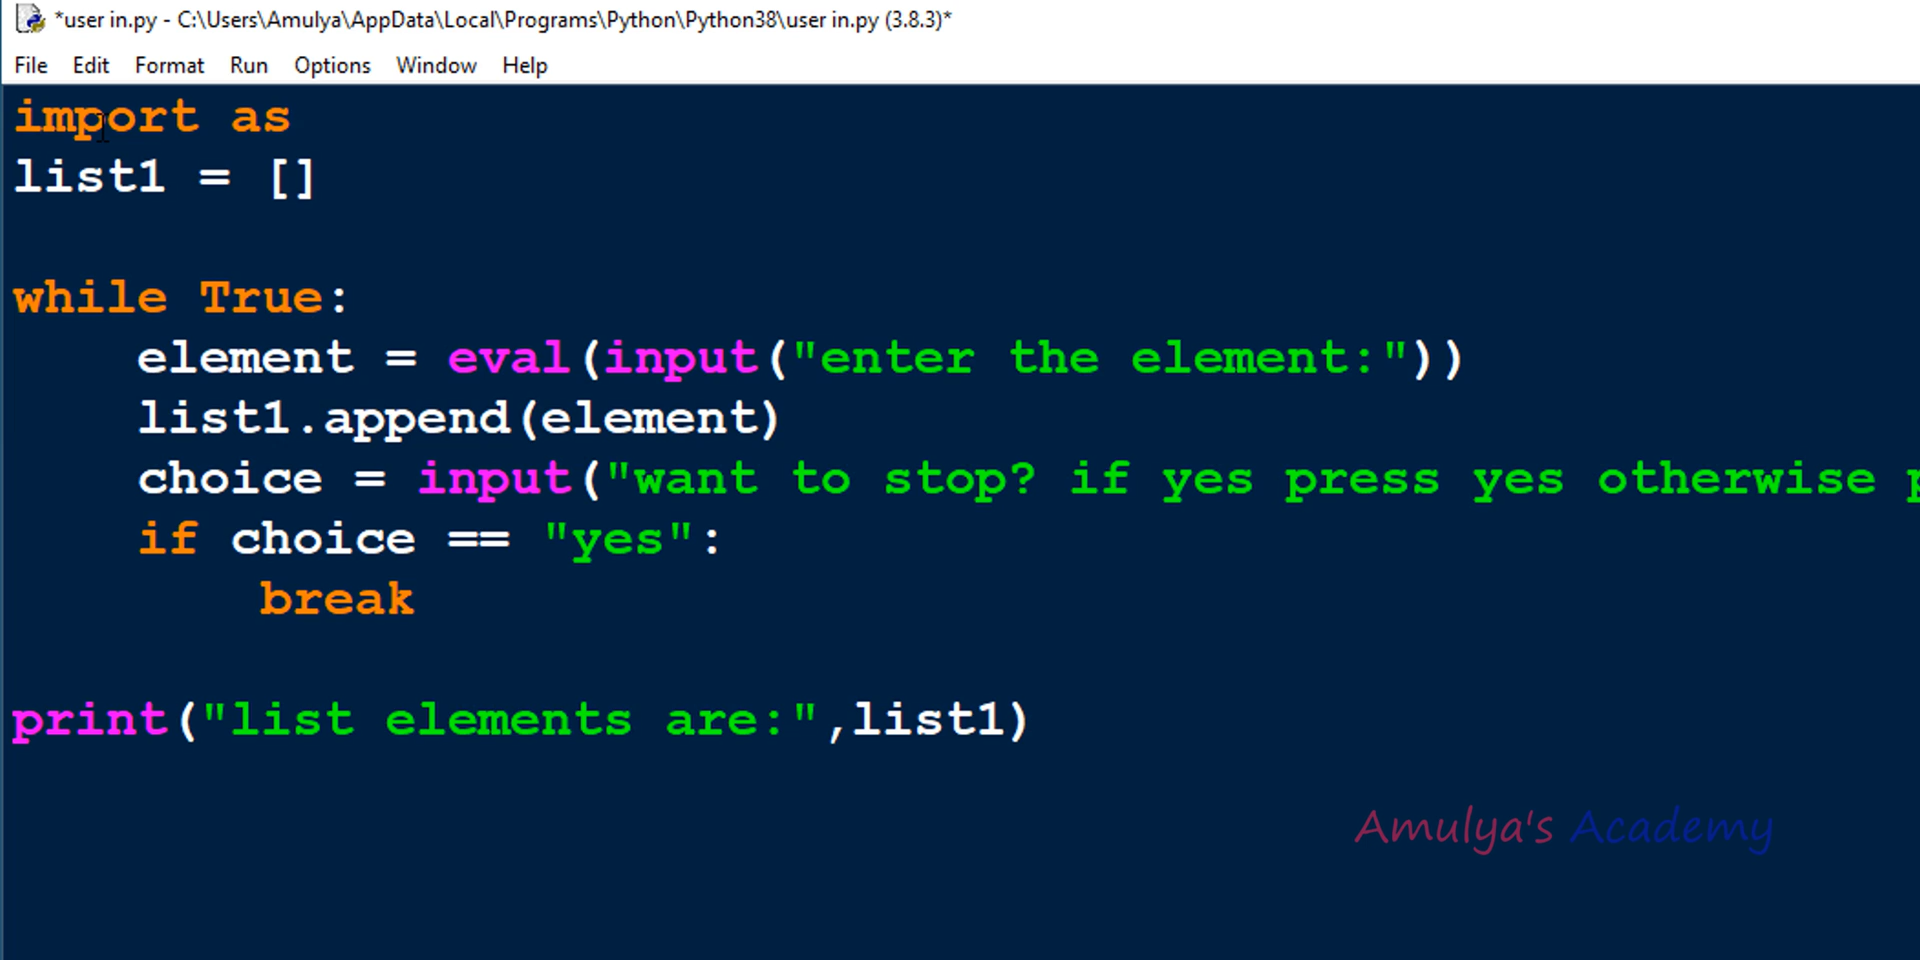 *user in.py - C:\Users\Amulya\AppData\Local\Programs\Python\Python38\user in.py (3.8.3)*
File Edit Format Run Options Window Help
import as
list1 = []
while True:
    element = eval(input("enter the element:"))
    list1.append(element)
    choice = input("want to stop? if yes press yes otherwise
    if choice == "yes":
        break
print("list elements are:",list1)
Amulya's Academy